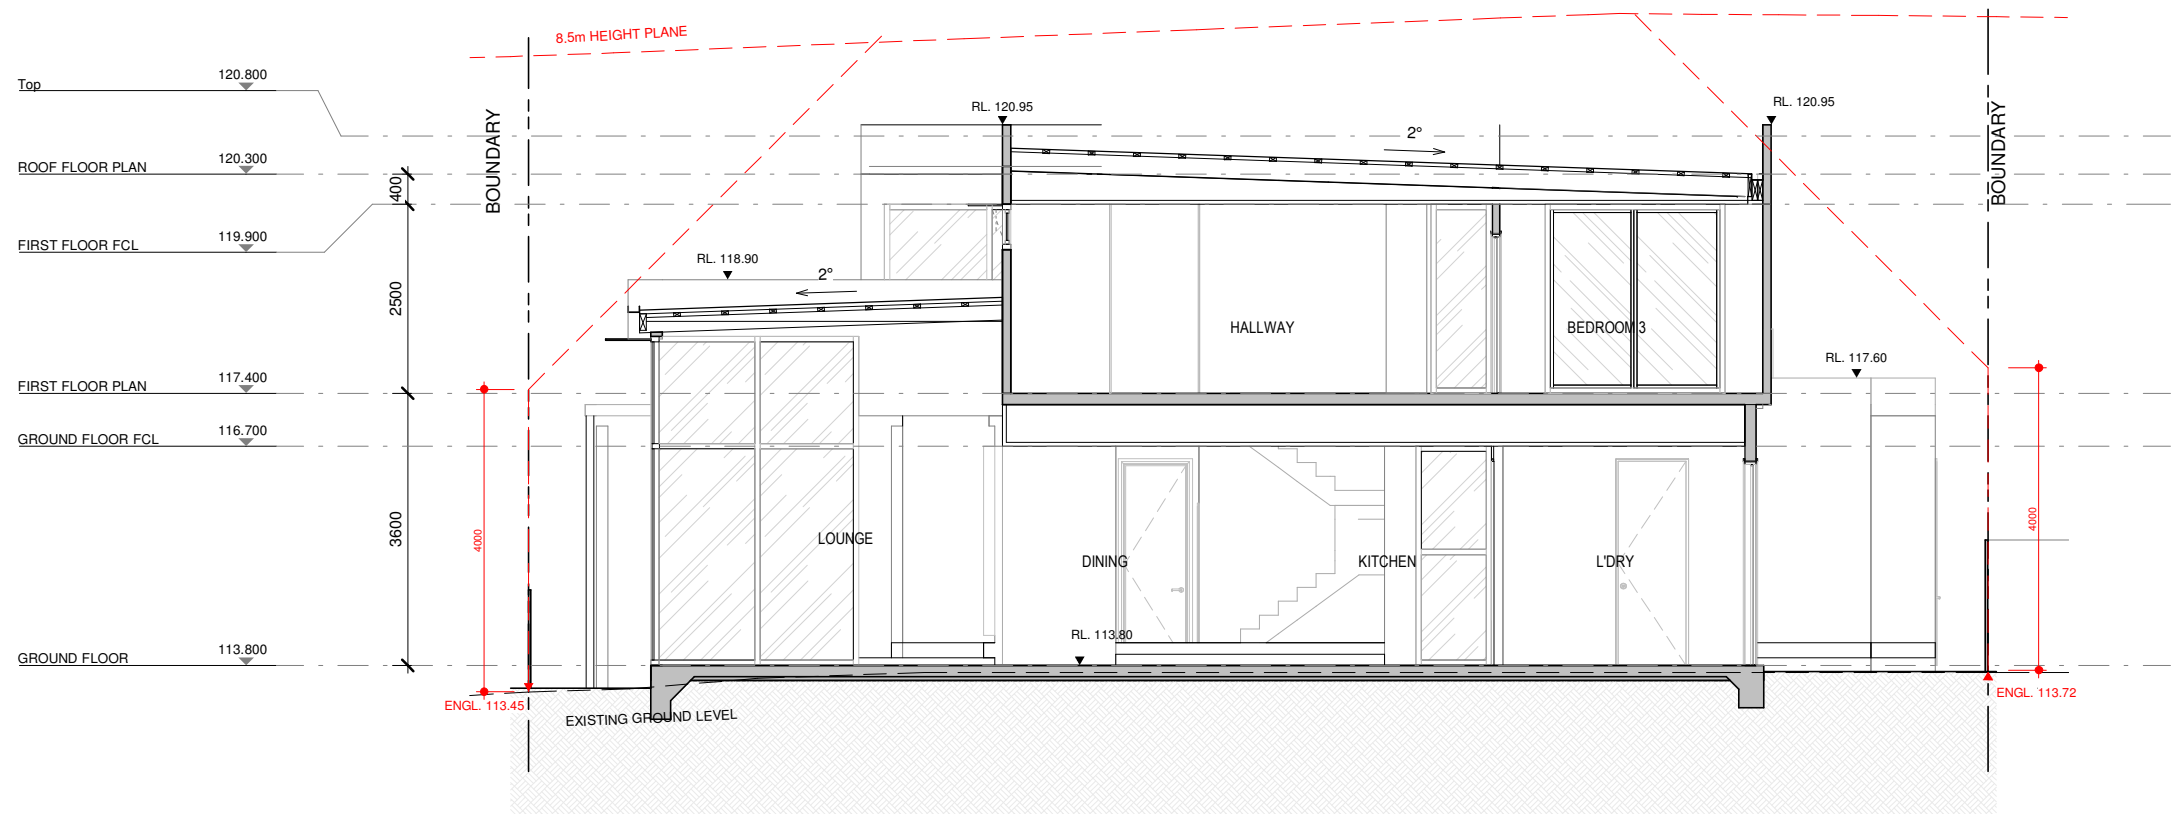 8.5m HEIGHT PLANE
Top 120.800
RL. 120.95
RL. 120.95
BOUNDARY
BOUNDARY
2°
ROOF FLOOR PLAN 120.300
400
FIRST FLOOR FCL 119.900
RL. 118.90
2°
2500
HALLWAY
BEDROOM 3
RL. 117.60
FIRST FLOOR PLAN 117.400
GROUND FLOOR FCL 116.700
3600
4000
4000
LOUNGE
DINING
KITCHEN
L'DRY
RL. 113.80
GROUND FLOOR 113.800
ENGL. 113.45
ENGL. 113.72
EXISTING GROUND LEVEL